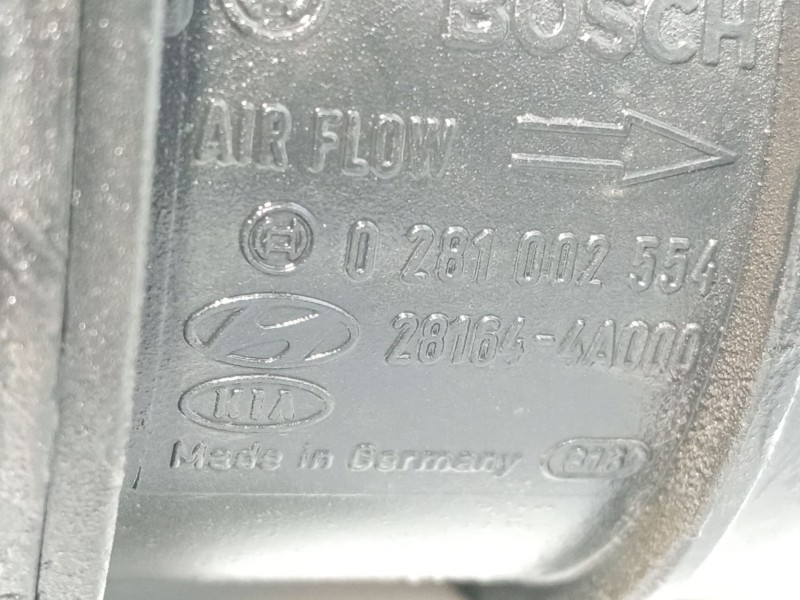 BOSCH
AIR FLOW
0 281 002 554
28164-4A000
KIA
Made in Germany